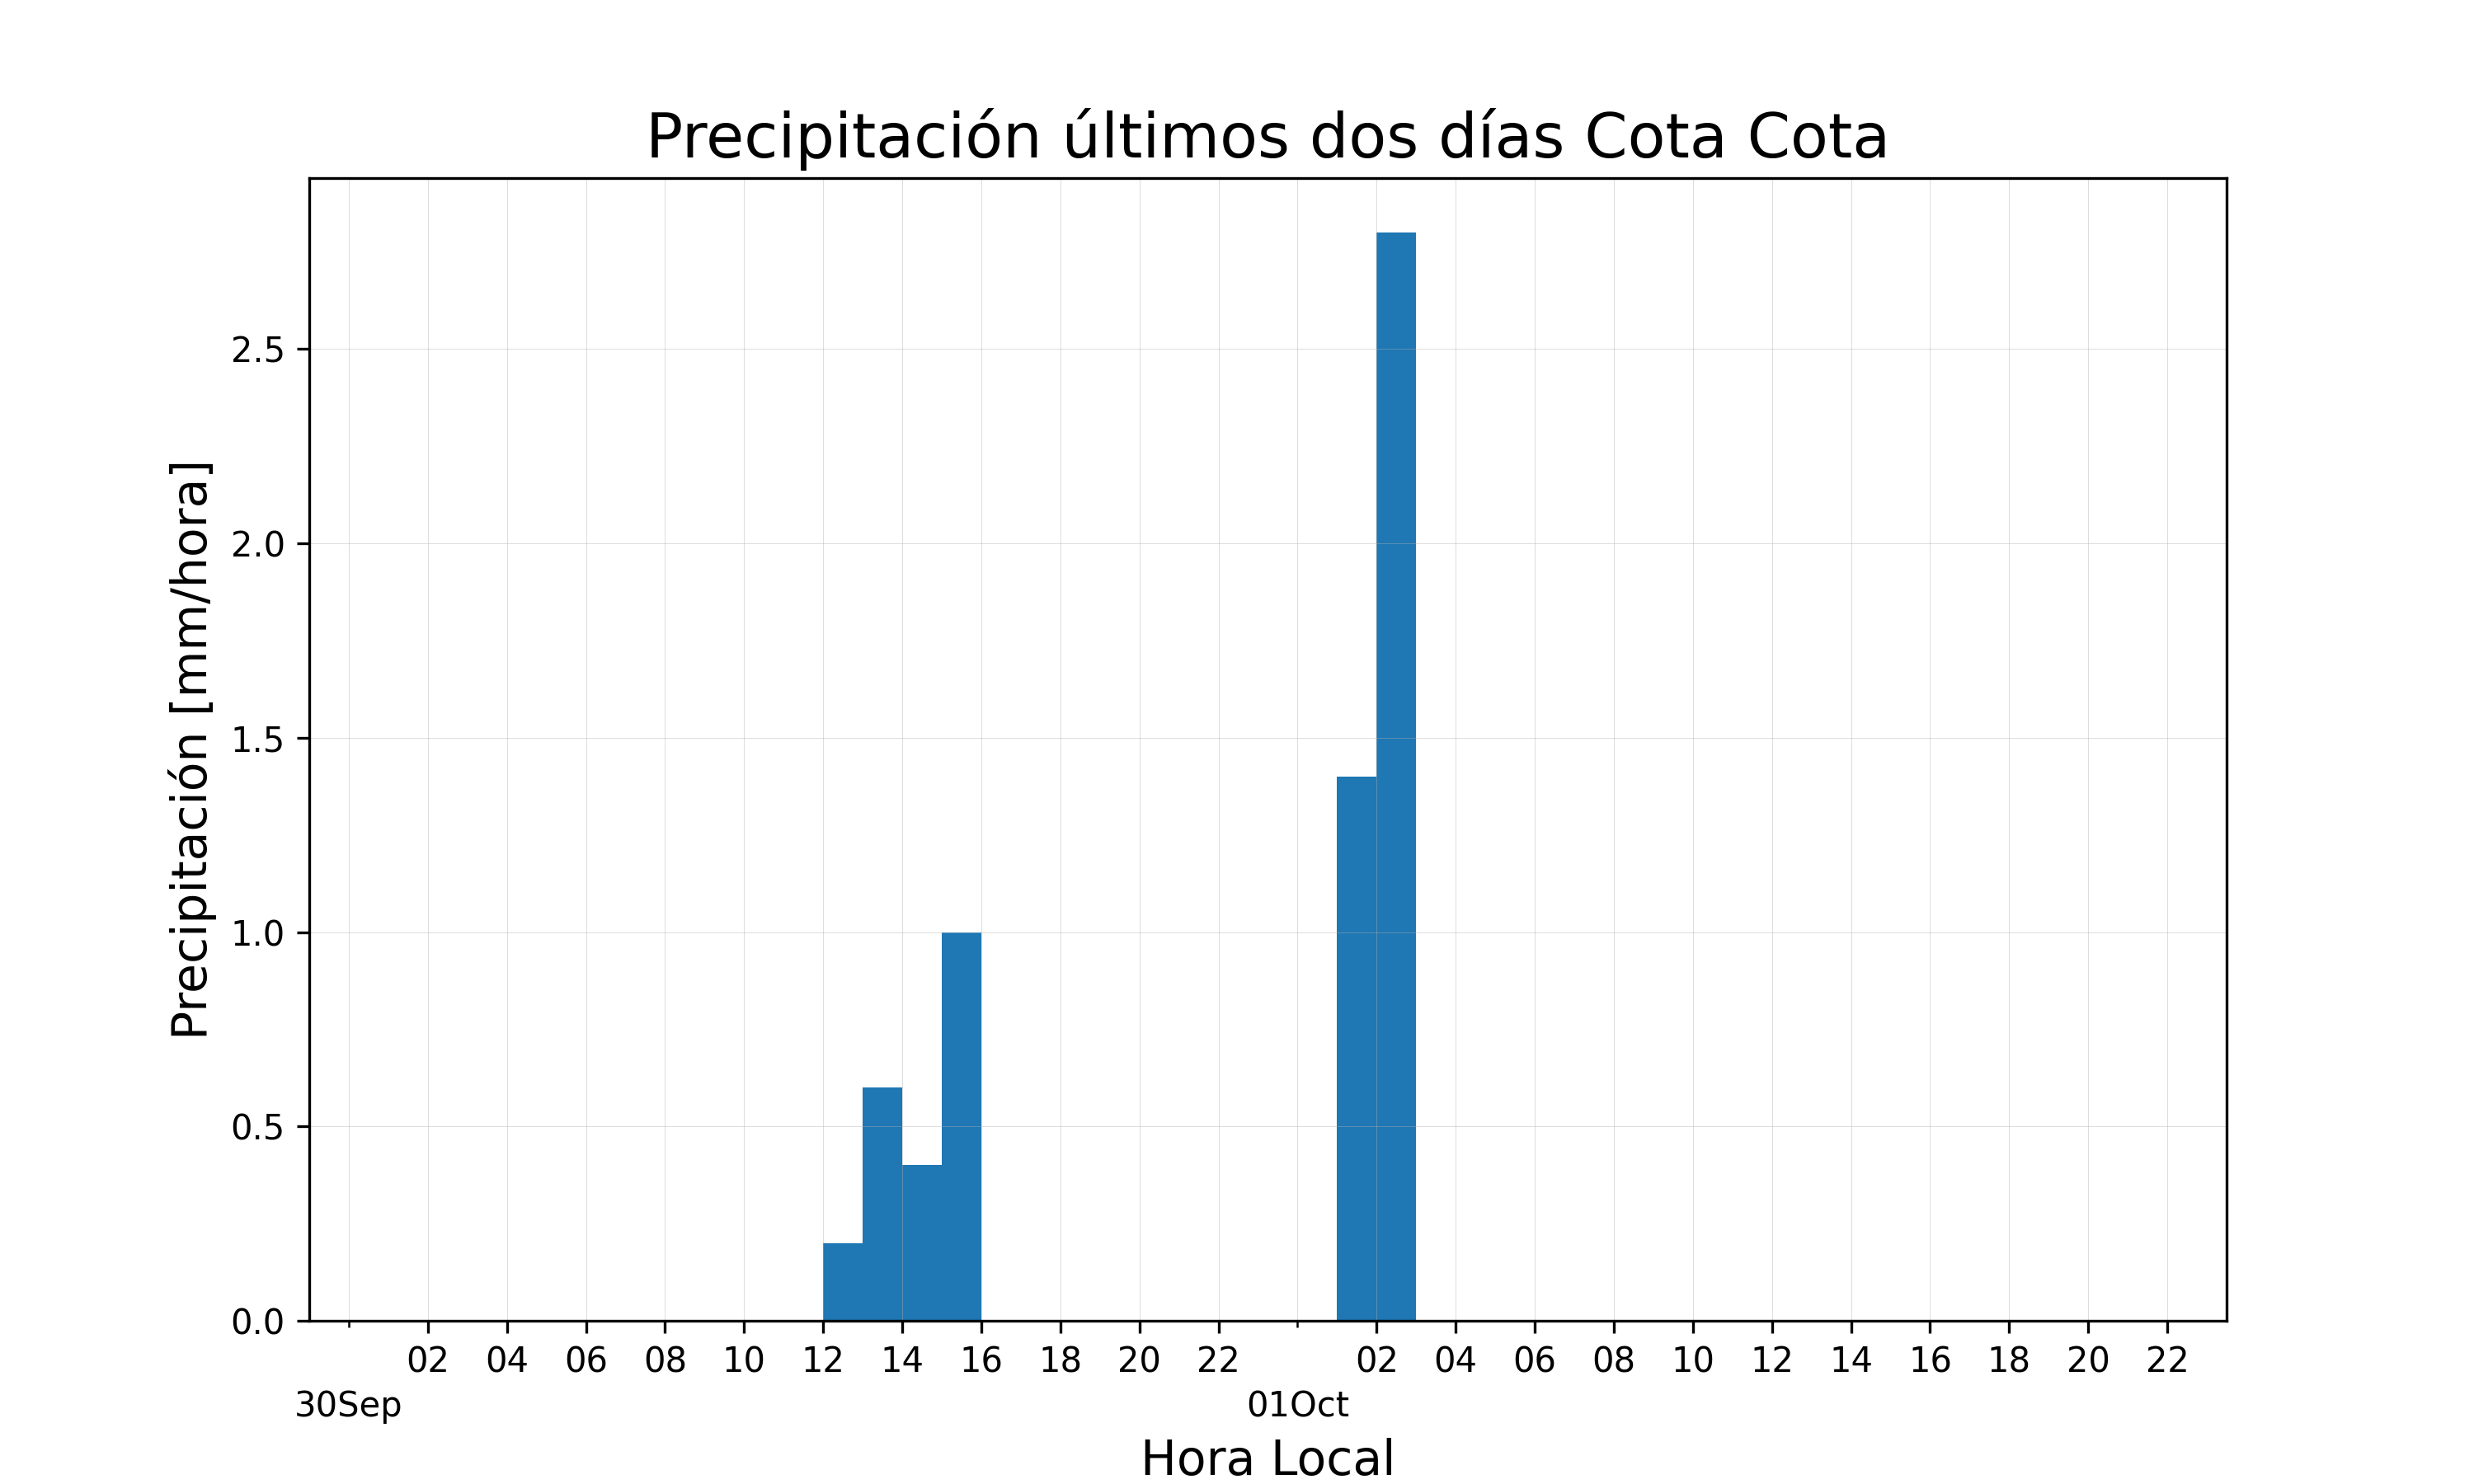 Precipitación últimos dos días Cota Cota
Precipitación [mm/hora]
2.5
2.0
1.5
1.0
0.5
0.0
02 04 06 08 10 12 14 16 18 20 22 02 04 06 08 10 12 14 16 18 20 22
30Sep 01Oct
Hora Local